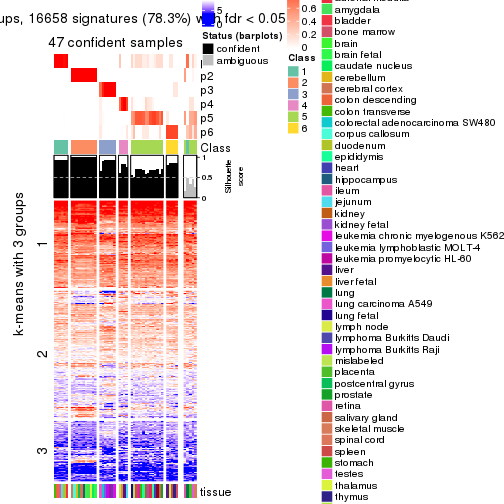 ups, 16658 signatures (78.3%) with fdr < 0.05
47 confident samples
p2
p3
p4
p5
p6
Class
1
0.5
0
Silhouette
score
k-means with 3 groups
1
2
3
tissue
5
0
Status (barplots)
confident
ambiguous
0.6
0.4
0.2
0
Class
1
2
3
4
5
6
amygdala
bladder
bone marrow
brain
brain fetal
caudate nucleus
cerebellum
cerebral cortex
colon descending
colon transverse
colorectal adenocarcinoma SW480
corpus callosum
duodenum
epididymis
heart
hippocampus
ileum
jejunum
kidney
kidney fetal
leukemia chronic myelogenous K562
leukemia lymphoblastic MOLT-4
leukemia promyelocytic HL-60
liver
liver fetal
lung
lung carcinoma A549
lung fetal
lymph node
lymphoma Burkitts Daudi
lymphoma Burkitts Raji
mislabeled
placenta
postcentral gyrus
prostate
retina
salivary gland
skeletal muscle
spinal cord
spleen
stomach
testes
thalamus
thymus